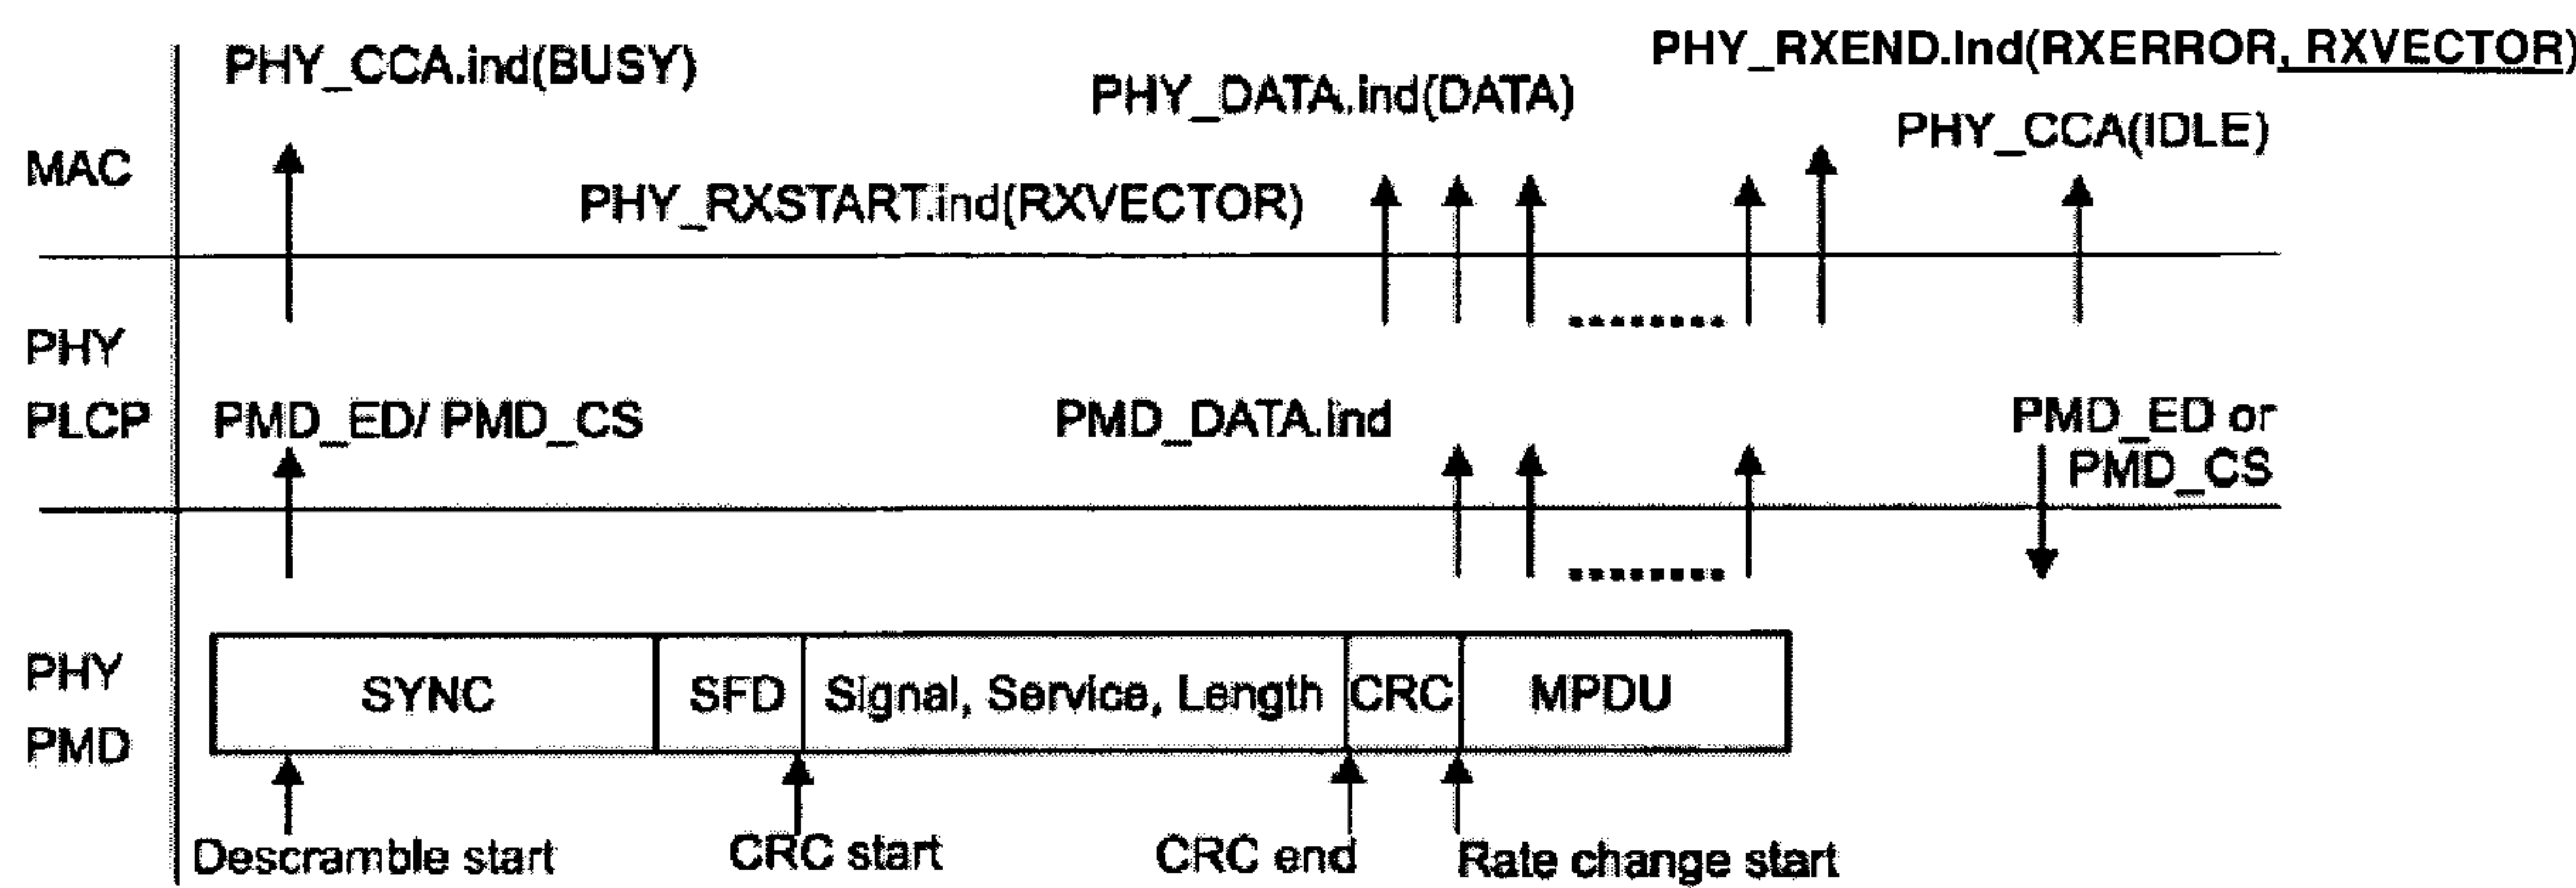 PHY_CCA.ind(BUSY)
PHY_RXEND.Ind(RXERROR, RXVECTOR)
PHY_DATA.ind(DATA)
PHY_CCA(IDLE)
MAC
PHY_RXSTART.ind(RXVECTOR)
PHY
PLCP
PMD_ED/ PMD_CS
PMD_DATA.Ind
PMD_ED or
PMD_CS
PHY
PMD
SYNC
SFD
Signal, Service, Length
CRC
MPDU
Descramble start
CRC start
CRC end
Rate change start